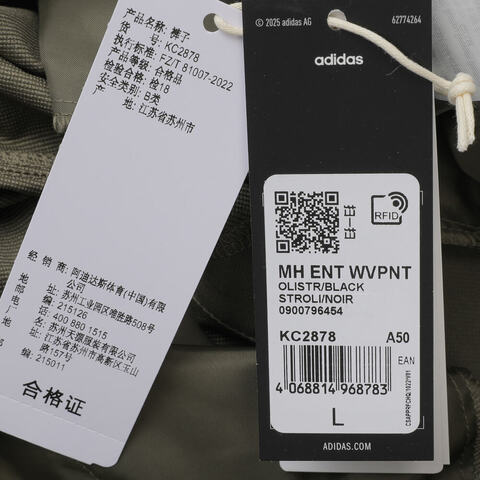 产品名称: 裤子
货 号: KC2878
执行标准: FZ/T 81007-2022
产品等级: 合格品
检验合格: 检18
安全类别: B类
产 地: 江苏省苏州市
经 销 商: 阿迪达斯体育(中国)有限公司
地 址: 苏州工业园区唯胜路508号
邮 编: 215126
电 话: 400 880 1515
部 门: 苏州天源服装有限公司
地 址: 江苏省苏州市高新区玉山路157号
邮 编: 215011
合格证
© 2025 adidas AG
62774264
adidas
RFID
MH ENT WVPNT
OLISTR/BLACK
STROLI/NOIR
0900796454
KC2878 A50
EAN
4 068814 968783
L
ADIDAS.COM